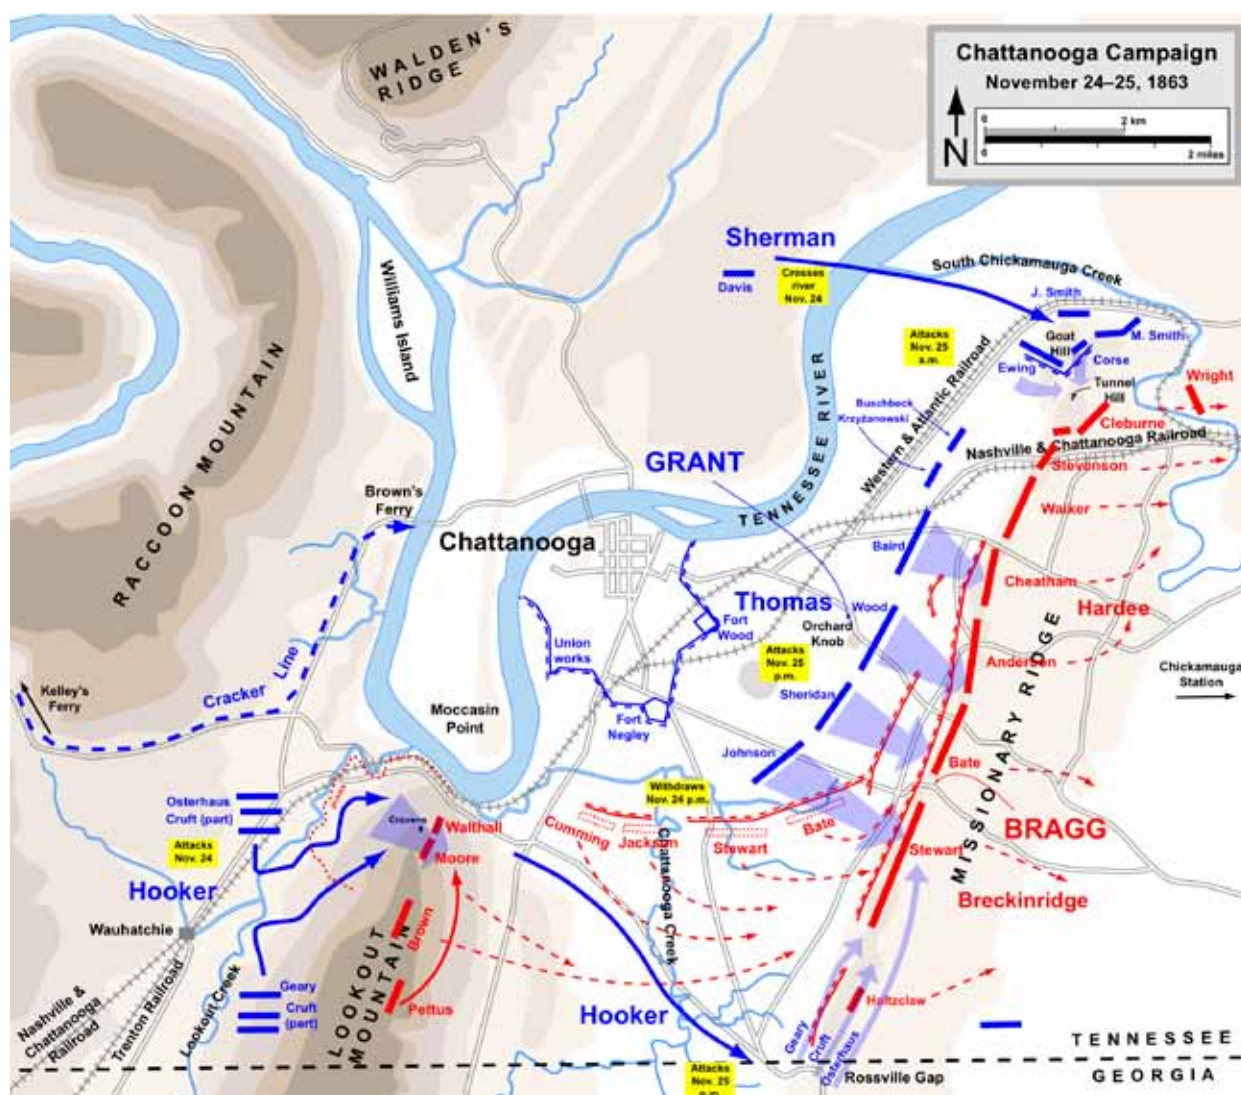 Chattanooga Campaign
November 24–25, 1863
N
0
2 km
0
2 miles
WALDEN'S
RIDGE
Williams Island
RACCOON MOUNTAIN
Sherman
Davis
Crosses
river
Nov. 24
South Chickamauga Creek
J. Smith
M. Smith
Goat
Hill
Attacks
Nov. 25
a.m.
Ewing
Corse
Tunnel
Hill
Wright
Cleburne
Western & Atlantic Railroad
TENNESSEE RIVER
Buschbeck
Krzyżanowski
Nashville & Chattanooga Railroad
Stevenson
GRANT
Walker
Brown's
Ferry
Chattanooga
Baird
Cheatham
Thomas
Wood
Hardee
Fort
Wood
Orchard
Knob
Union
works
Attacks
Nov. 25
p.m.
Anderson
Chickamauga
Station
Cracker Line
Kelley's
Ferry
Sheridan
MISSIONARY RIDGE
Moccasin
Point
Fort
Negley
Johnson
Bate
Withdraws
Nov. 24 p.m.
Osterhaus
Cruft (part)
Cravens
Walthall
Moore
Cumming
Jackson
Stewart
Bate
BRAGG
Stewart
Attacks
Nov. 24
Hooker
Breckinridge
Chattanooga Creek
Wauhatchie
Brown
LOOKOUT
MOUNTAIN
Pettus
Geary
Cruft
(part)
Lookout Creek
Nashville &
Chattanooga
Railroad
Trenton Railroad
Hooker
Holtzclaw
Geary
Cruft
Osterhaus
TENNESSEE
GEORGIA
Attacks
Nov. 25
p.m.
Rossville Gap